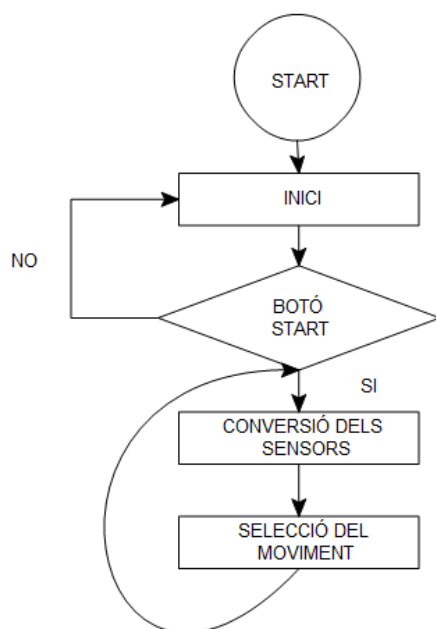 START
INICI
NO
BOTÓ
START
SI
CONVERSIÓ DELS
SENSORS
SELECCIÓ DEL
MOVIMENT